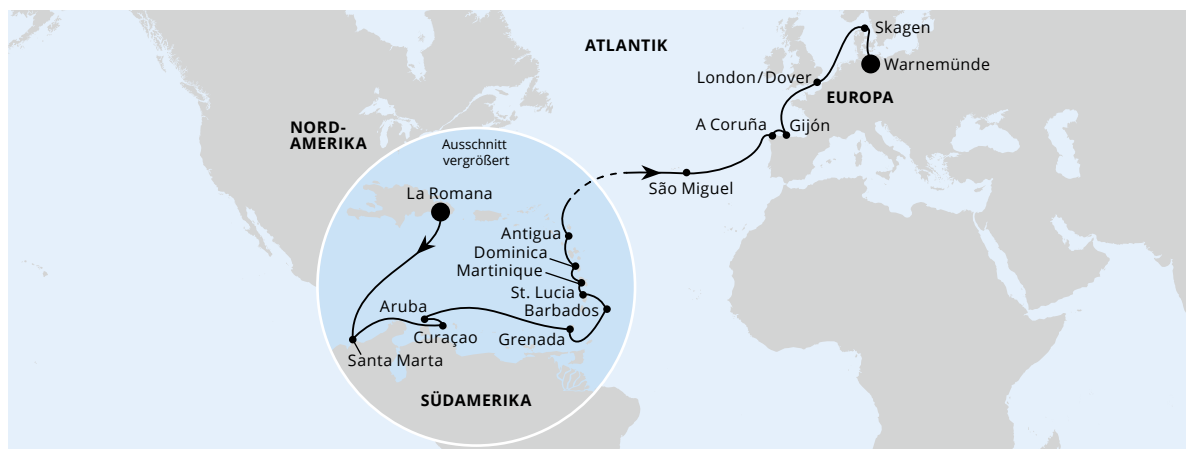 Skagen
ATLANTIK
Warnemünde
London/Dover
EUROPA
NORD-
AMERIKA
A Coruña
Gijón
Ausschnitt
vergrößert
São Miguel
La Romana
Antigua
Dominica
Martinique
St. Lucia
Aruba
Barbados
Curaçao
Grenada
Santa Marta
SÜDAMERIKA